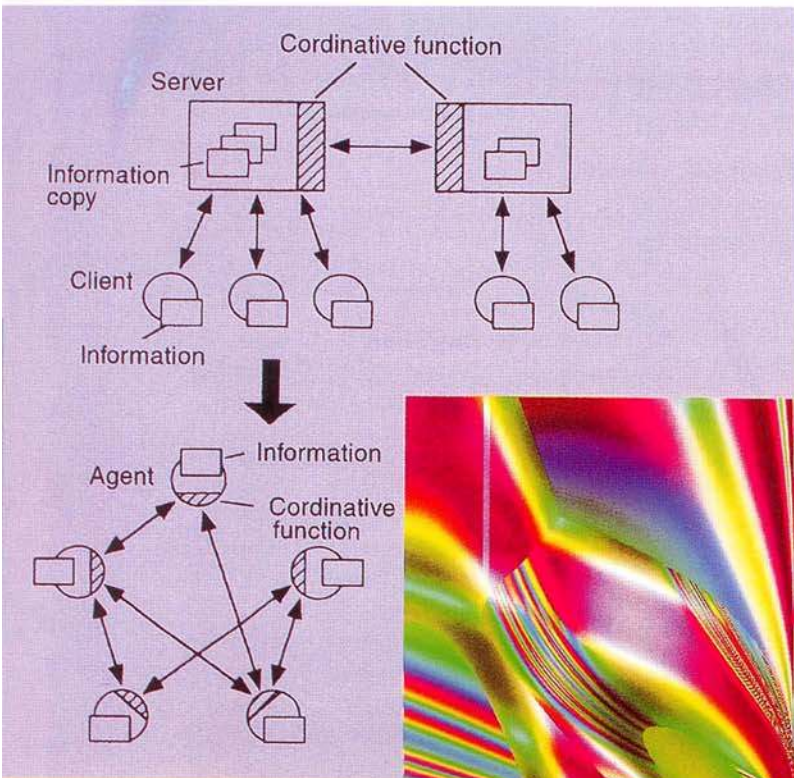 Cordinative function
Server
Information
copy
Client
Information
Information
Agent
Cordinative
function